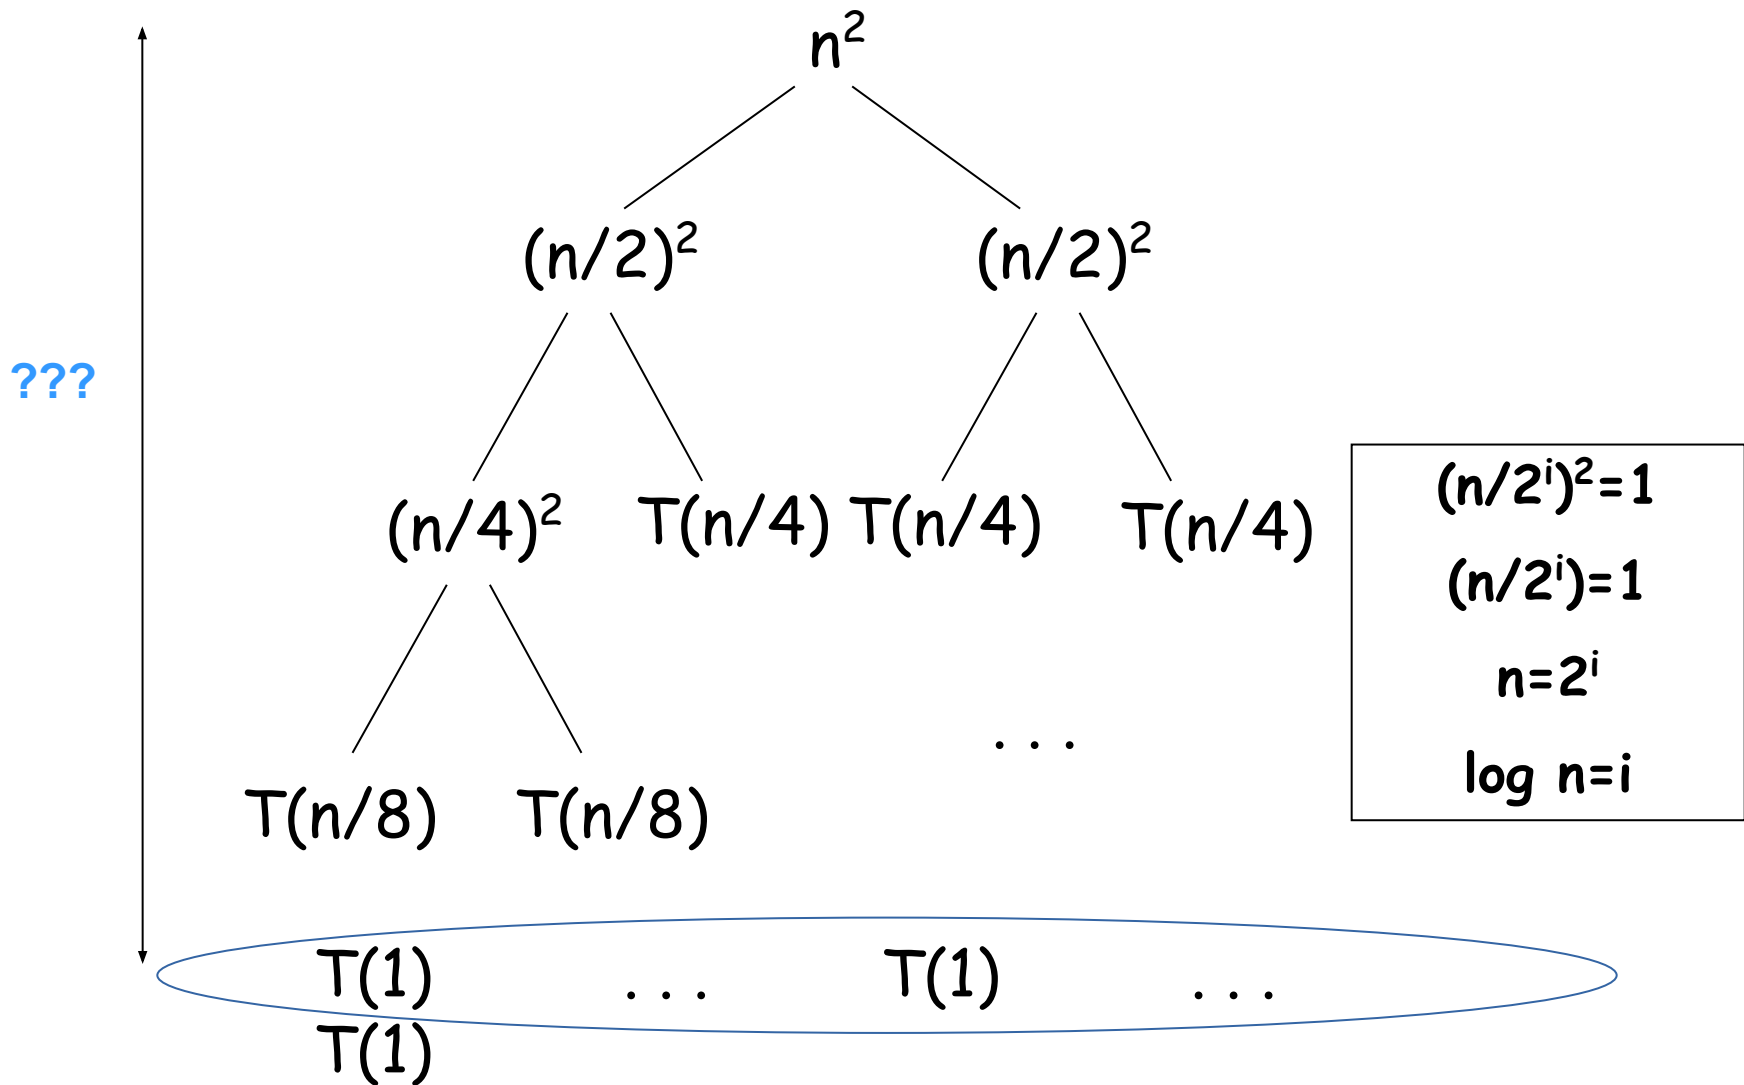 n²
(n/2)² (n/2)²
???
(n/4)² T(n/4) T(n/4) T(n/4)
(n/2ⁱ)²=1
(n/2ⁱ)=1
n=2ⁱ
log n=i
. . .
T(n/8) T(n/8)
T(1) . . . T(1) . . .
T(1)